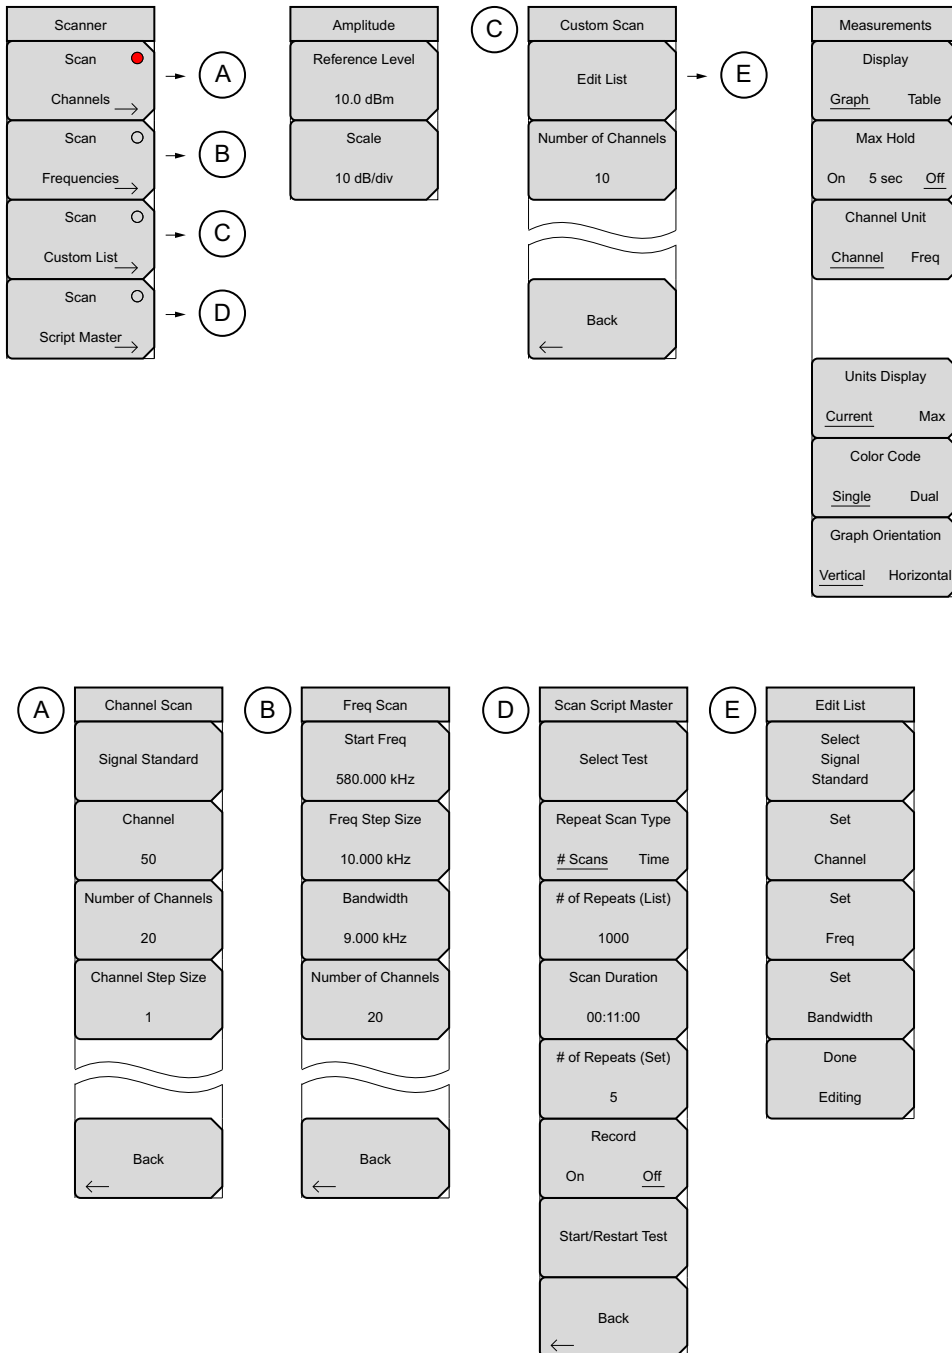 Scanner
Scan
Channels
Scan
Frequencies
Scan
Custom List
Scan
Script Master
A
B
C
D
Amplitude
Reference Level
10.0 dBm
Scale
10 dB/div
C
Custom Scan
Edit List
Number of Channels
10
Back
E
Measurements
Display
Graph Table
Max Hold
On 5 sec Off
Channel Unit
Channel Freq
Units Display
Current Max
Color Code
Single Dual
Graph Orientation
Vertical Horizontal
A
Channel Scan
Signal Standard
Channel
50
Number of Channels
20
Channel Step Size
1
Back
B
Freq Scan
Start Freq
580.000 kHz
Freq Step Size
10.000 kHz
Bandwidth
9.000 kHz
Number of Channels
20
Back
D
Scan Script Master
Select Test
Repeat Scan Type
# Scans Time
# of Repeats (List)
1000
Scan Duration
00:11:00
# of Repeats (Set)
5
Record
On Off
Start/Restart Test
Back
E
Edit List
Select
Signal
Standard
Set
Channel
Set
Freq
Set
Bandwidth
Done
Editing